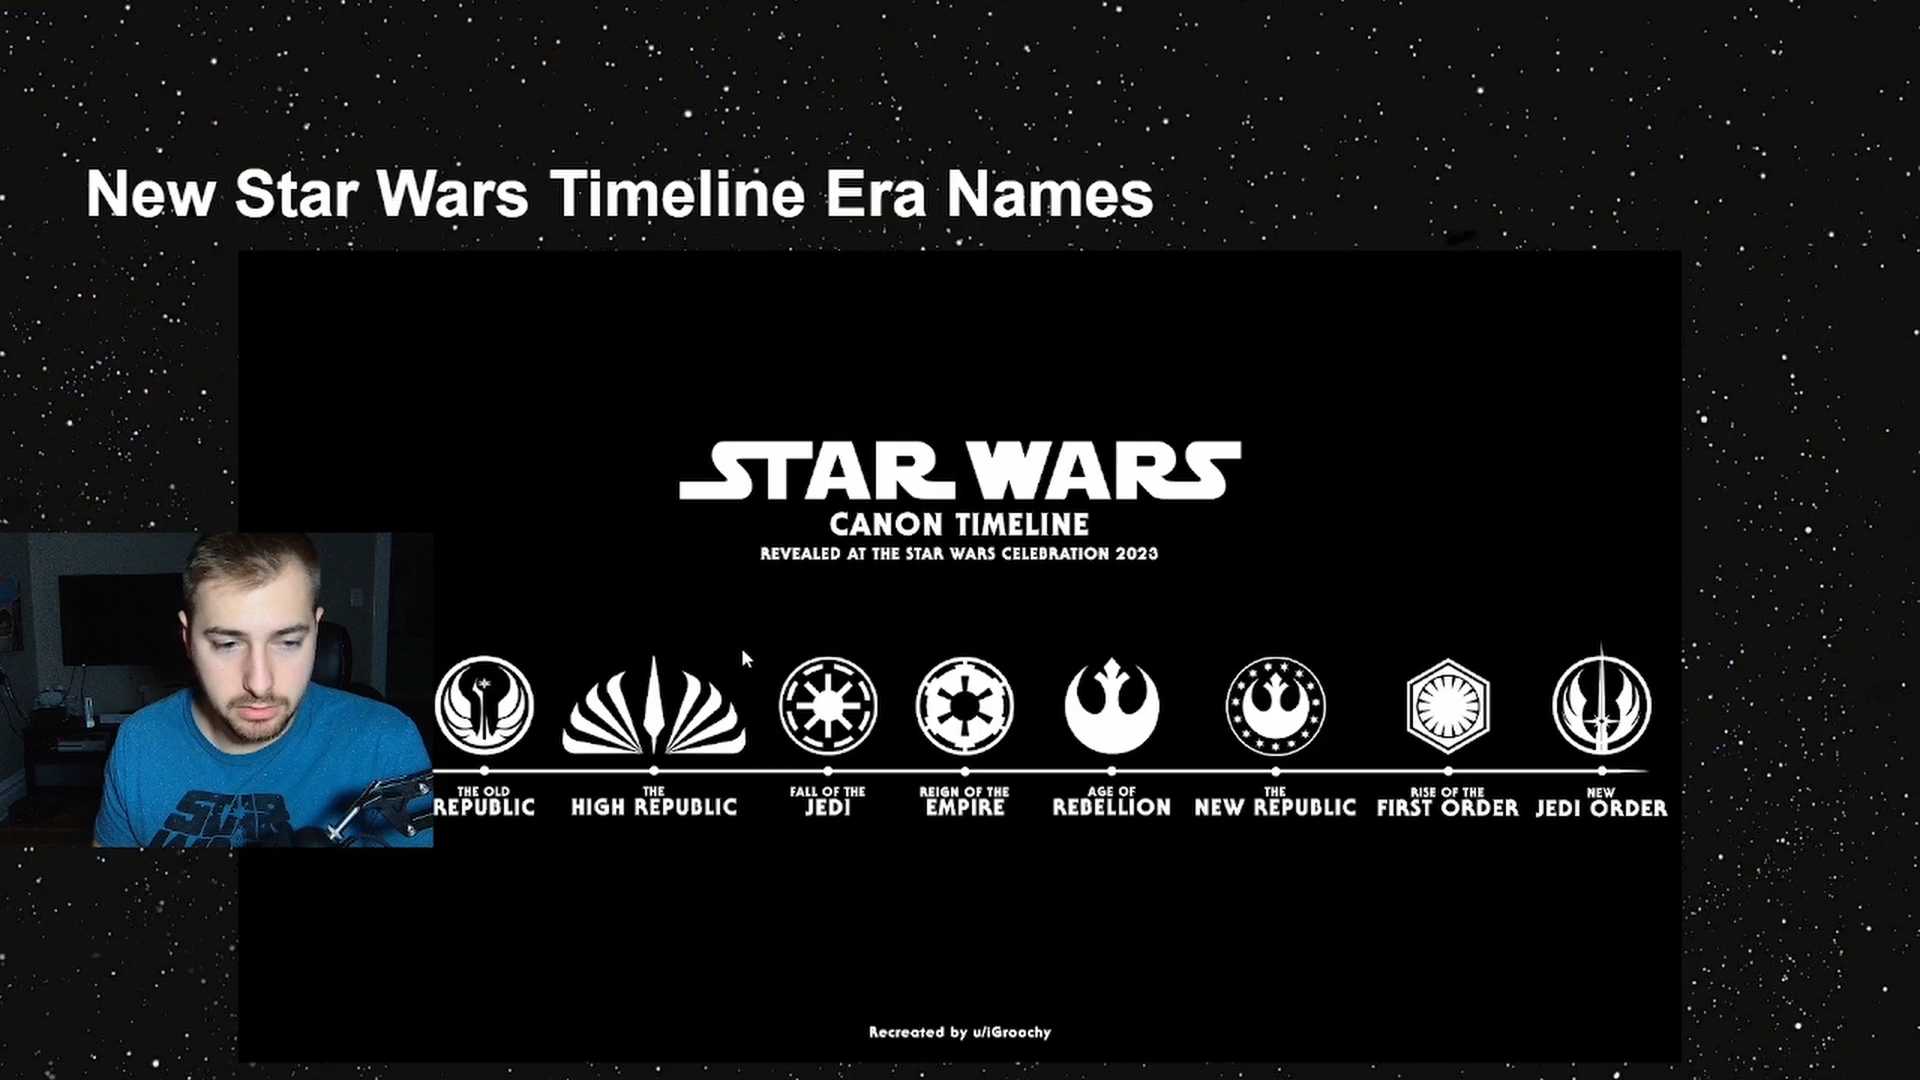 New Star Wars Timeline Era Names
STAR WARS
CANON TIMELINE
REVEALED AT THE STAR WARS CELEBRATION 2023
THE OLD
REPUBLIC
THE
HIGH REPUBLIC
FALL OF THE
JEDI
REIGN OF THE
EMPIRE
AGE OF
REBELLION
THE
NEW REPUBLIC
RISE OF THE
FIRST ORDER
NEW
JEDI ORDER
STAR
WARS
Recreated by u/iGroochy